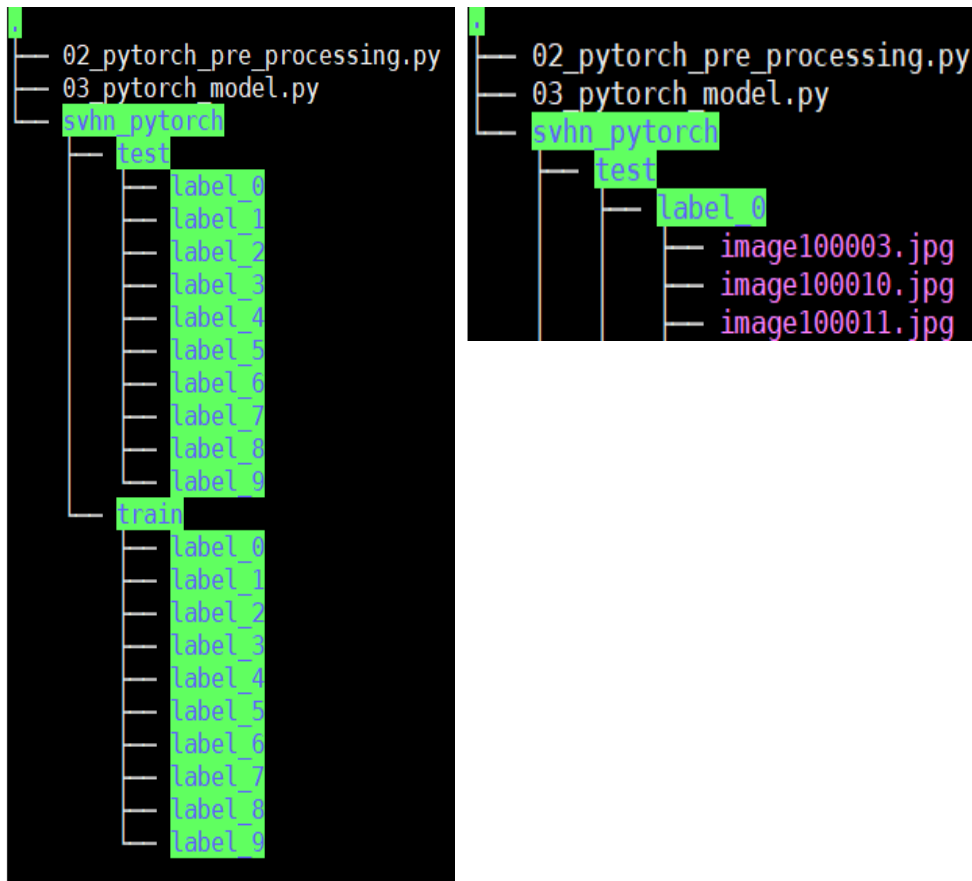 .
02_pytorch_pre_processing.py
03_pytorch_model.py
svhn_pytorch
test
label_0
label_1
label_2
label_3
label_4
label_5
label_6
label_7
label_8
label_9
train
label_0
label_1
label_2
label_3
label_4
label_5
label_6
label_7
label_8
label_9
.
02_pytorch_pre_processing.py
03_pytorch_model.py
svhn_pytorch
test
label_0
image100003.jpg
image100010.jpg
image100011.jpg